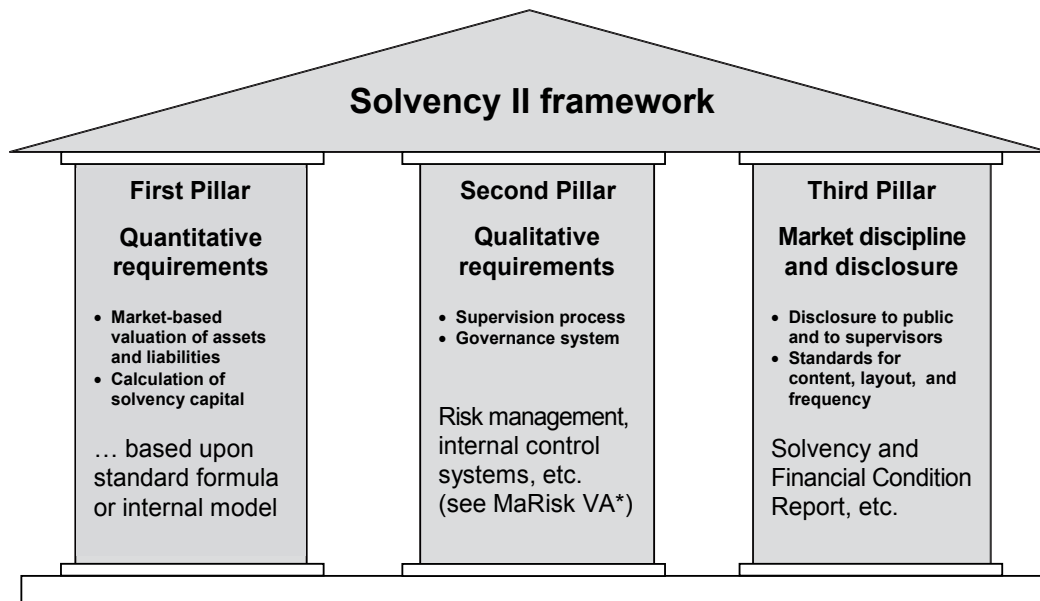 Solvency II framework
First Pillar
Quantitative
requirements
• Market-based
valuation of assets
and liabilities
• Calculation of
solvency capital
… based upon
standard formula
or internal model
Second Pillar
Qualitative
requirements
• Supervision process
• Governance system
Risk management,
internal control
systems, etc.
(see MaRisk VA*)
Third Pillar
Market discipline
and disclosure
• Disclosure to public
and to supervisors
• Standards for
content, layout, and
frequency
Solvency and
Financial Condition
Report, etc.